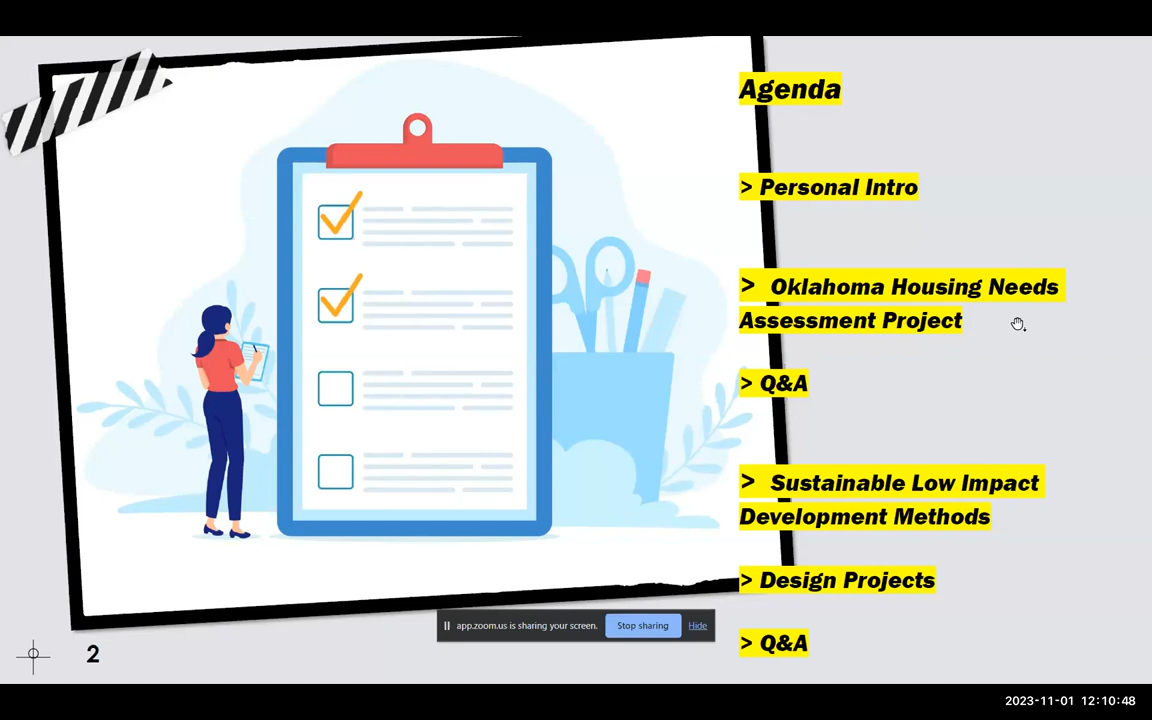 Agenda
> Personal Intro
> Oklahoma Housing Needs
Assessment Project
> Q&A
> Sustainable Low Impact
Development Methods
> Design Projects
app.zoom.us is sharing your screen. Stop sharing Hide
> Q&A
2
2023-11-01 12:10:48